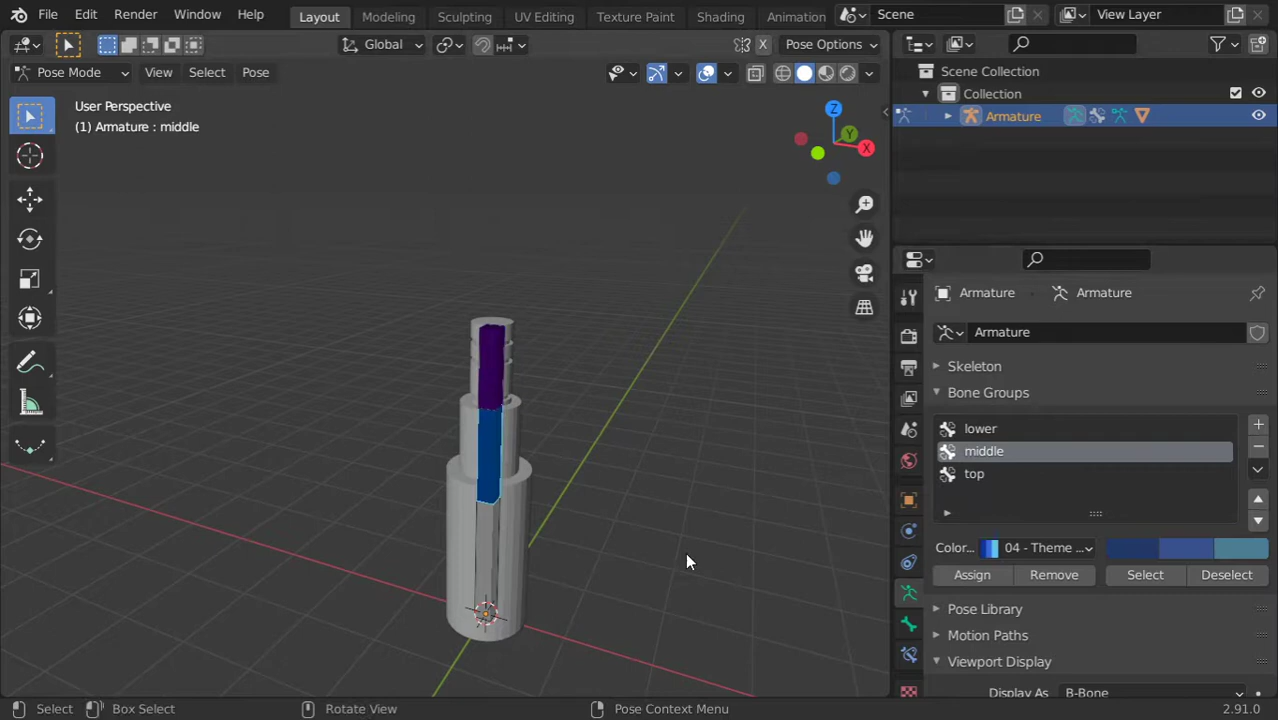 File Edit Render Window Help Layout Modeling Sculpting UV Editing Texture Paint Shading Animation Scene View Layer
Global X Pose Options
Pose Mode View Select Pose
User Perspective
(1) Armature : middle
Z
Y
X
Scene Collection
Collection
Armature
Armature Armature
Armature
Skeleton
Bone Groups
lower
middle
top
Color... 04 - Theme ...
Assign Remove Select Deselect
Pose Library
Motion Paths
Viewport Display
Display As B-Bone
Select Box Select Rotate View Pose Context Menu 2.91.0